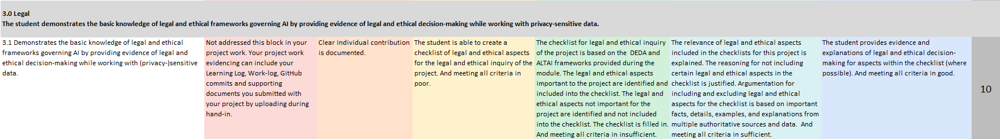 3.0 Legal
The student demonstrates the basic knowledge of legal and ethical frameworks governing AI by providing evidence of legal and ethical decision-making while working with privacy-sensitive data.
3.1 Demonstrates the basic knowledge of legal and ethical
frameworks governing AI by providing evidence of legal and
ethical decision-making while working with (privacy-)sensitive
data.
Not addressed this block in your
project work. Your project work
evidencing can include your
Learning Log, Work-log, GitHub
commits and supporting
documents you submitted with
your project by uploading during
hand-in.
Clear Individual contribution
is documented.
The student is able to create a
checklist of legal and ethical aspects
for the legal and ethical inquiry of the
project. And meeting all criteria in
poor.
The checklist for legal and ethical inquiry
of the project is based on the DEDA and
ALTAI frameworks provided during the
module. The legal and ethical aspects
important to the project are identified and
included into the checklist. The legal and
ethical aspects not important for the
project are identified and not included
into the checklist. The checklist is filled in.
And meeting all criteria in insufficient.
The relevance of legal and ethical aspects
included in the checklists for this project is
explained. The reasoning for not including
certain legal and ethical aspects in the
checklist is justified. Argumentation for
including and excluding legal and ethical
aspects for the checklist is based on important
facts, details, examples, and explanations from
multiple authoritative sources and data. And
meeting all criteria in sufficient.
The student provides evidence and
explanations of legal and ethical decision-
making for aspects within the checklist (where
possible). And meeting all criteria in good.
10